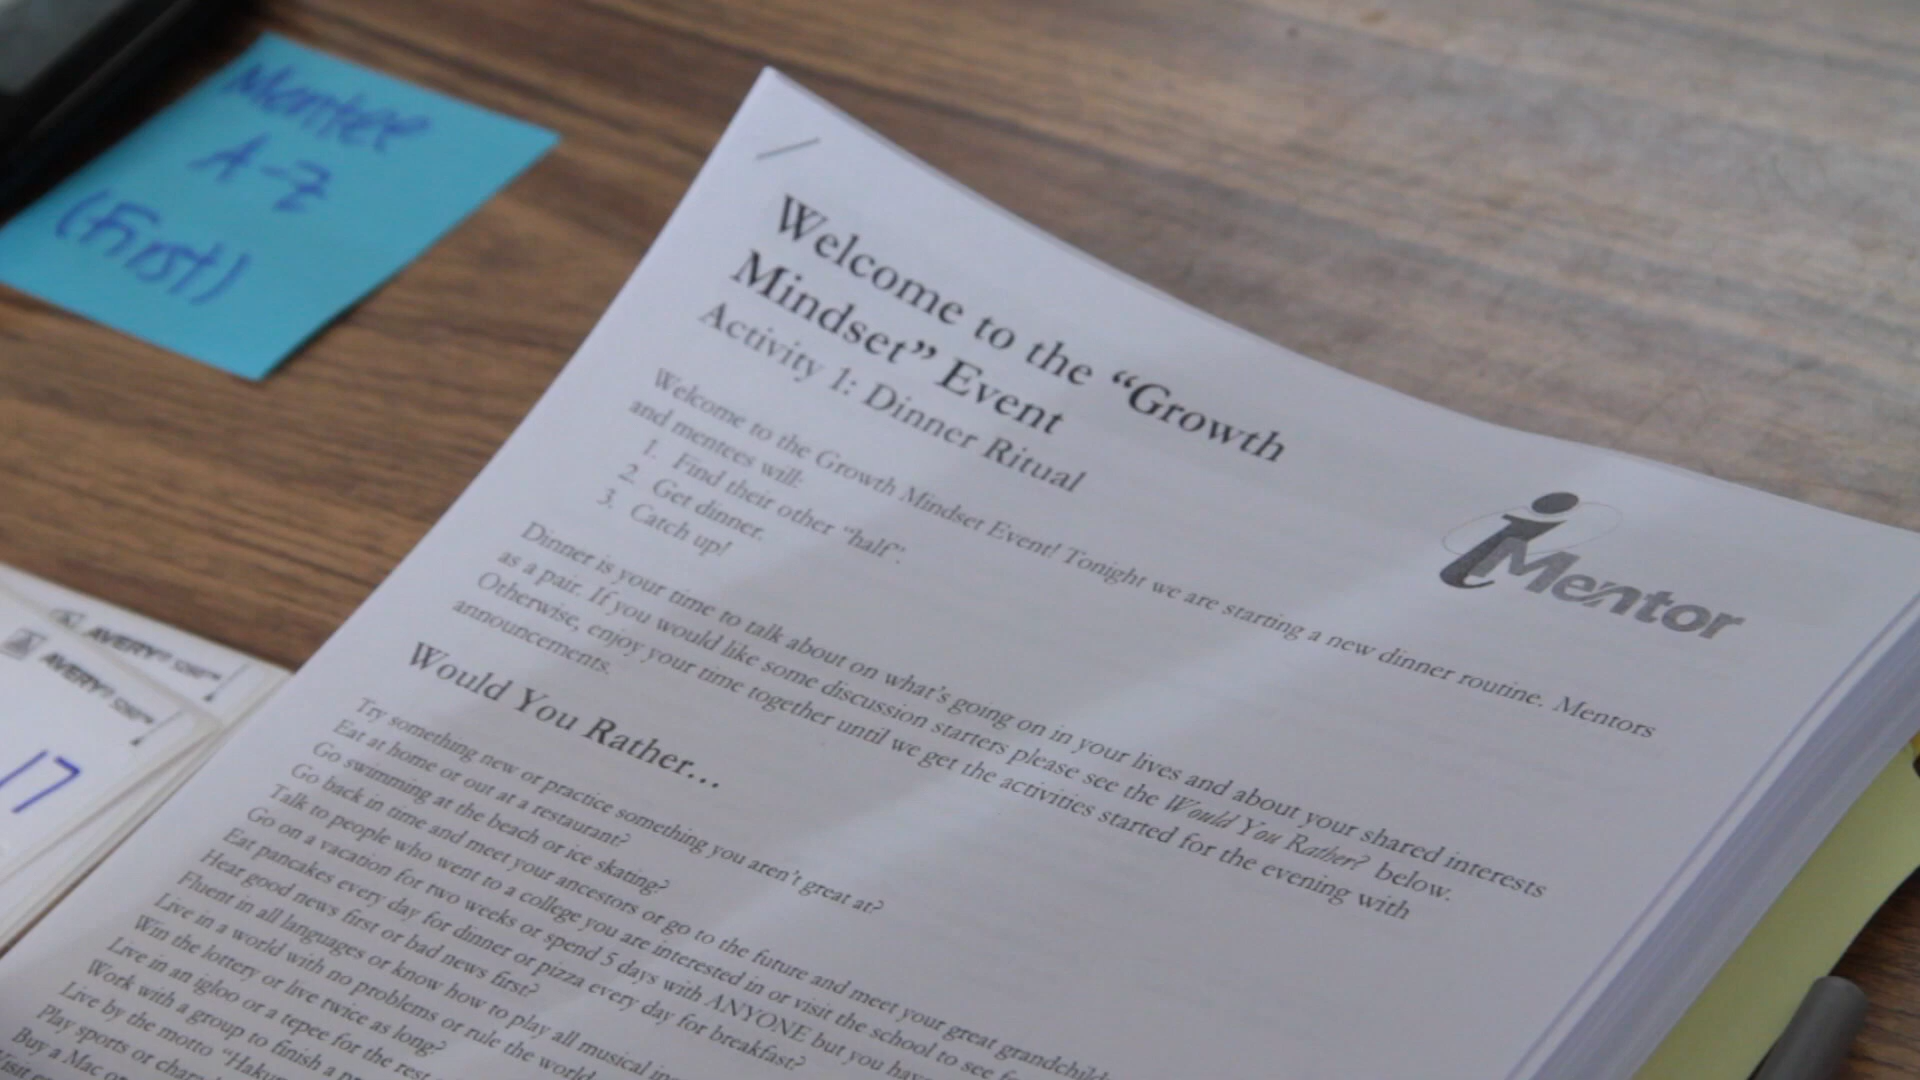 Mentee
A-Z
(First)
Welcome to the “Growth
Mindset” Event
Activity 1: Dinner Ritual
iMentor
Welcome to the Growth Mindset Event! Tonight we are starting a new dinner routine. Mentors
and mentees will:
1. Find their other “half”.
2. Get dinner.
3. Catch up!
Dinner is your time to talk about on what's going on in your lives and about your shared interests
as a pair. If you would like some discussion starters please see the Would You Rather? below.
Otherwise, enjoy your time together until we get the activities started for the evening with
announcements.
Would You Rather...
Try something new or practice something you aren't great at?
Eat at home or out at a restaurant?
Go swimming at the beach or ice skating?
Go back in time and meet your ancestors or go to the future and meet your great grandchild
Talk to people who went to a college you are interested in or visit the school to see
Go on a vacation for two weeks or spend 5 days with ANYONE but you have
Eat pancakes every day for dinner or pizza every day for breakfast?
Hear good news first or bad news first?
Fluent in all languages or know how to play all musical
Live in a world with no problems or rule the world
Win the lottery or live twice as long?
Live in an igloo or a tepee for the rest
Work with a group to finish a
Live by the motto “Haku
Play sports or
Buy a Mac
AVERY®
AVERY®
17